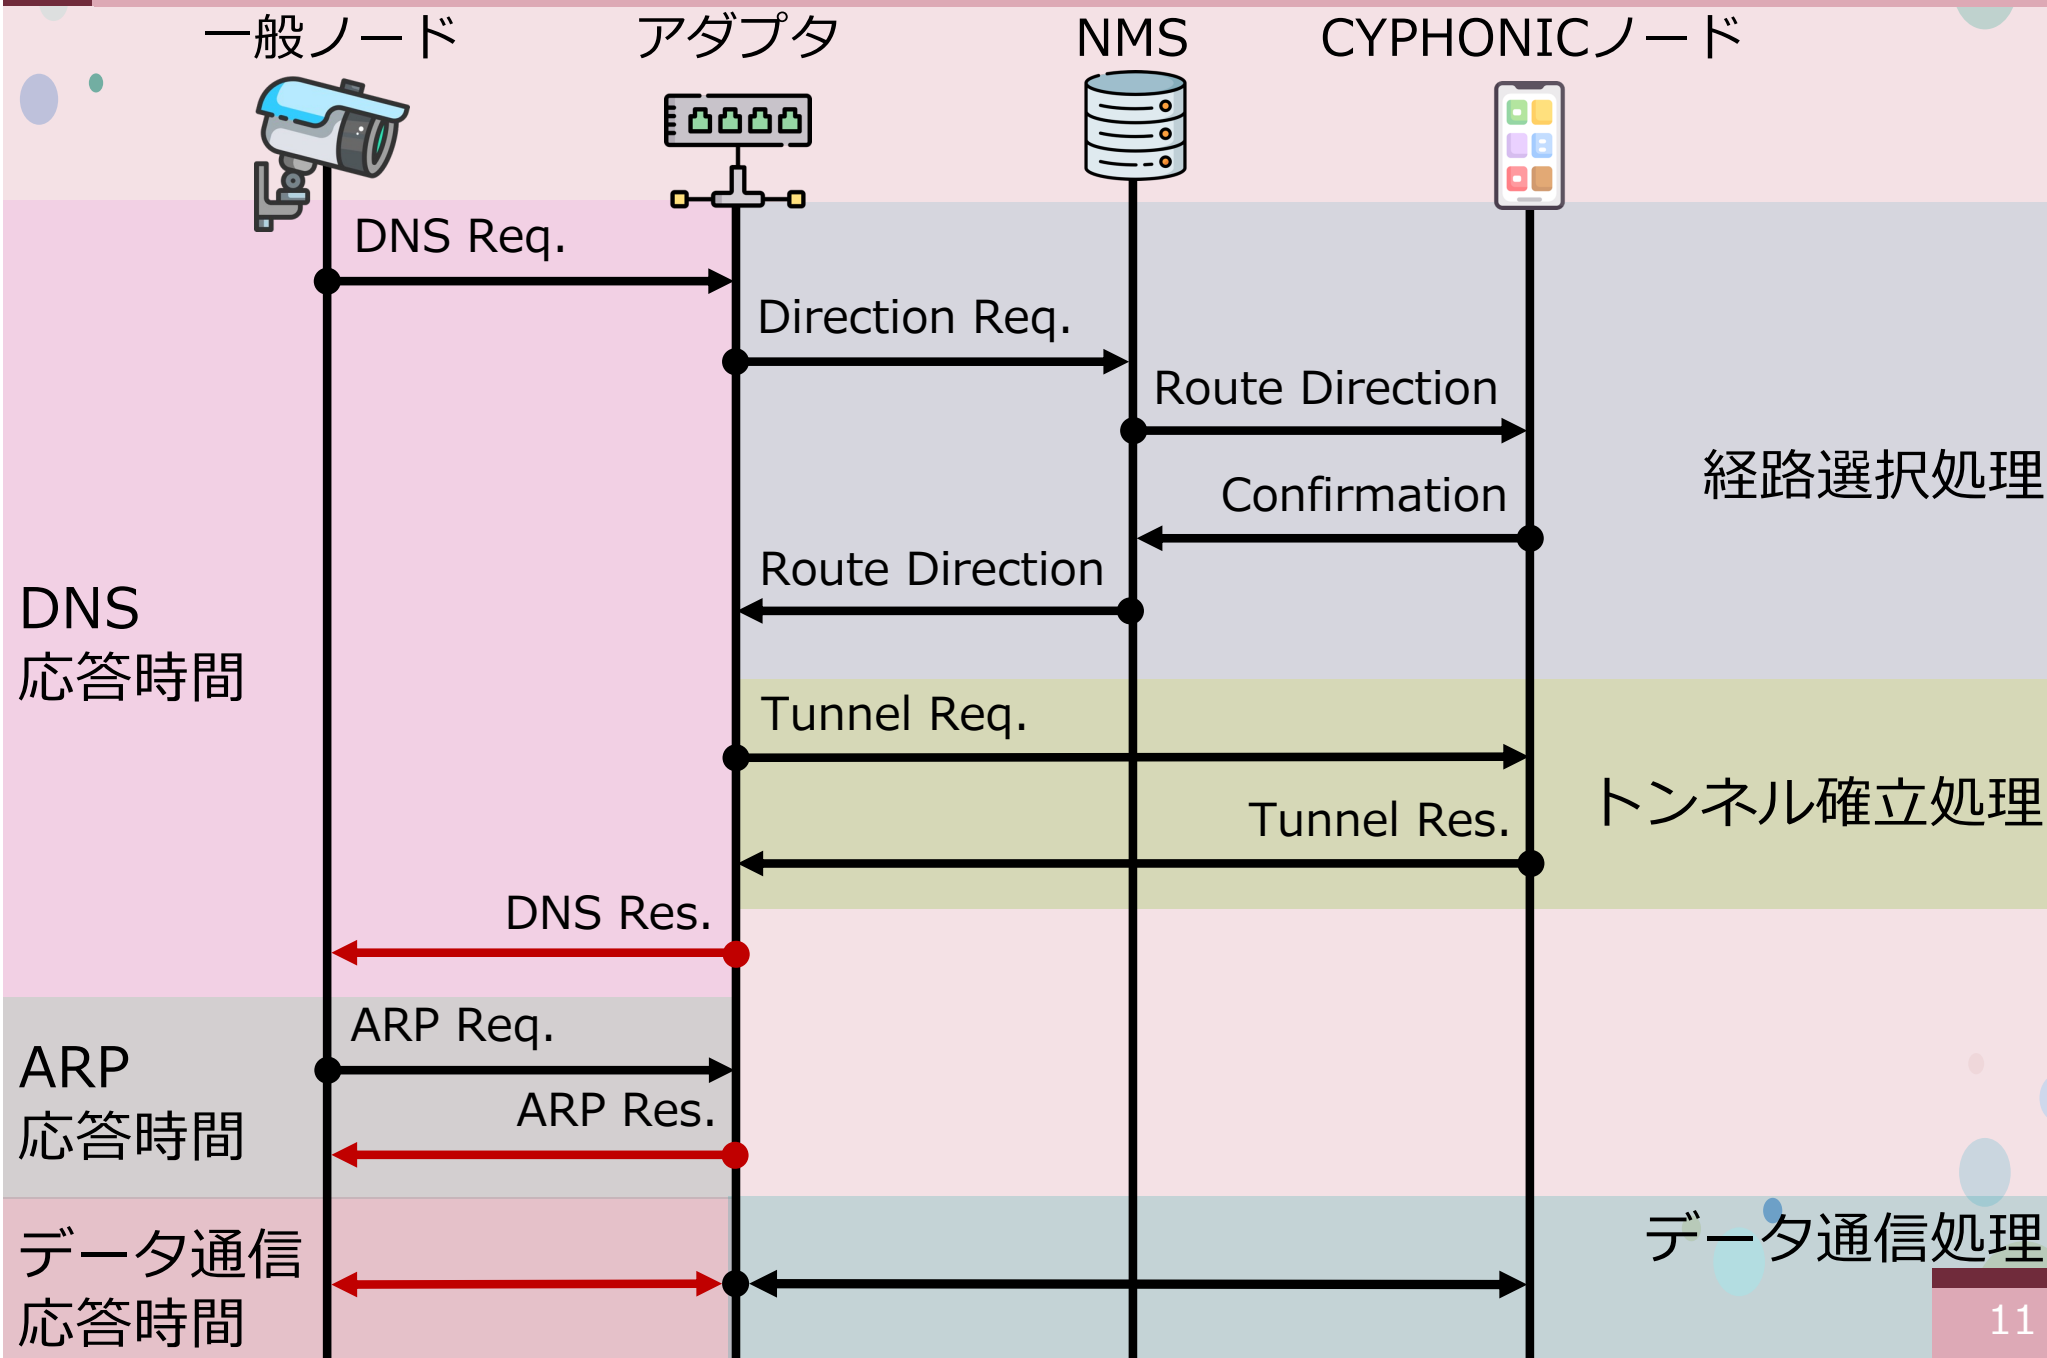 一般ノード
アダプタ
NMS
CYPHONICノード
DNS Req.
Direction Req.
Route Direction
経路選択処理
Confirmation
Route Direction
DNS
応答時間
Tunnel Req.
トンネル確立処理
Tunnel Res.
DNS Res.
ARP Req.
ARP
応答時間
ARP Res.
データ通信処理
データ通信
応答時間
11